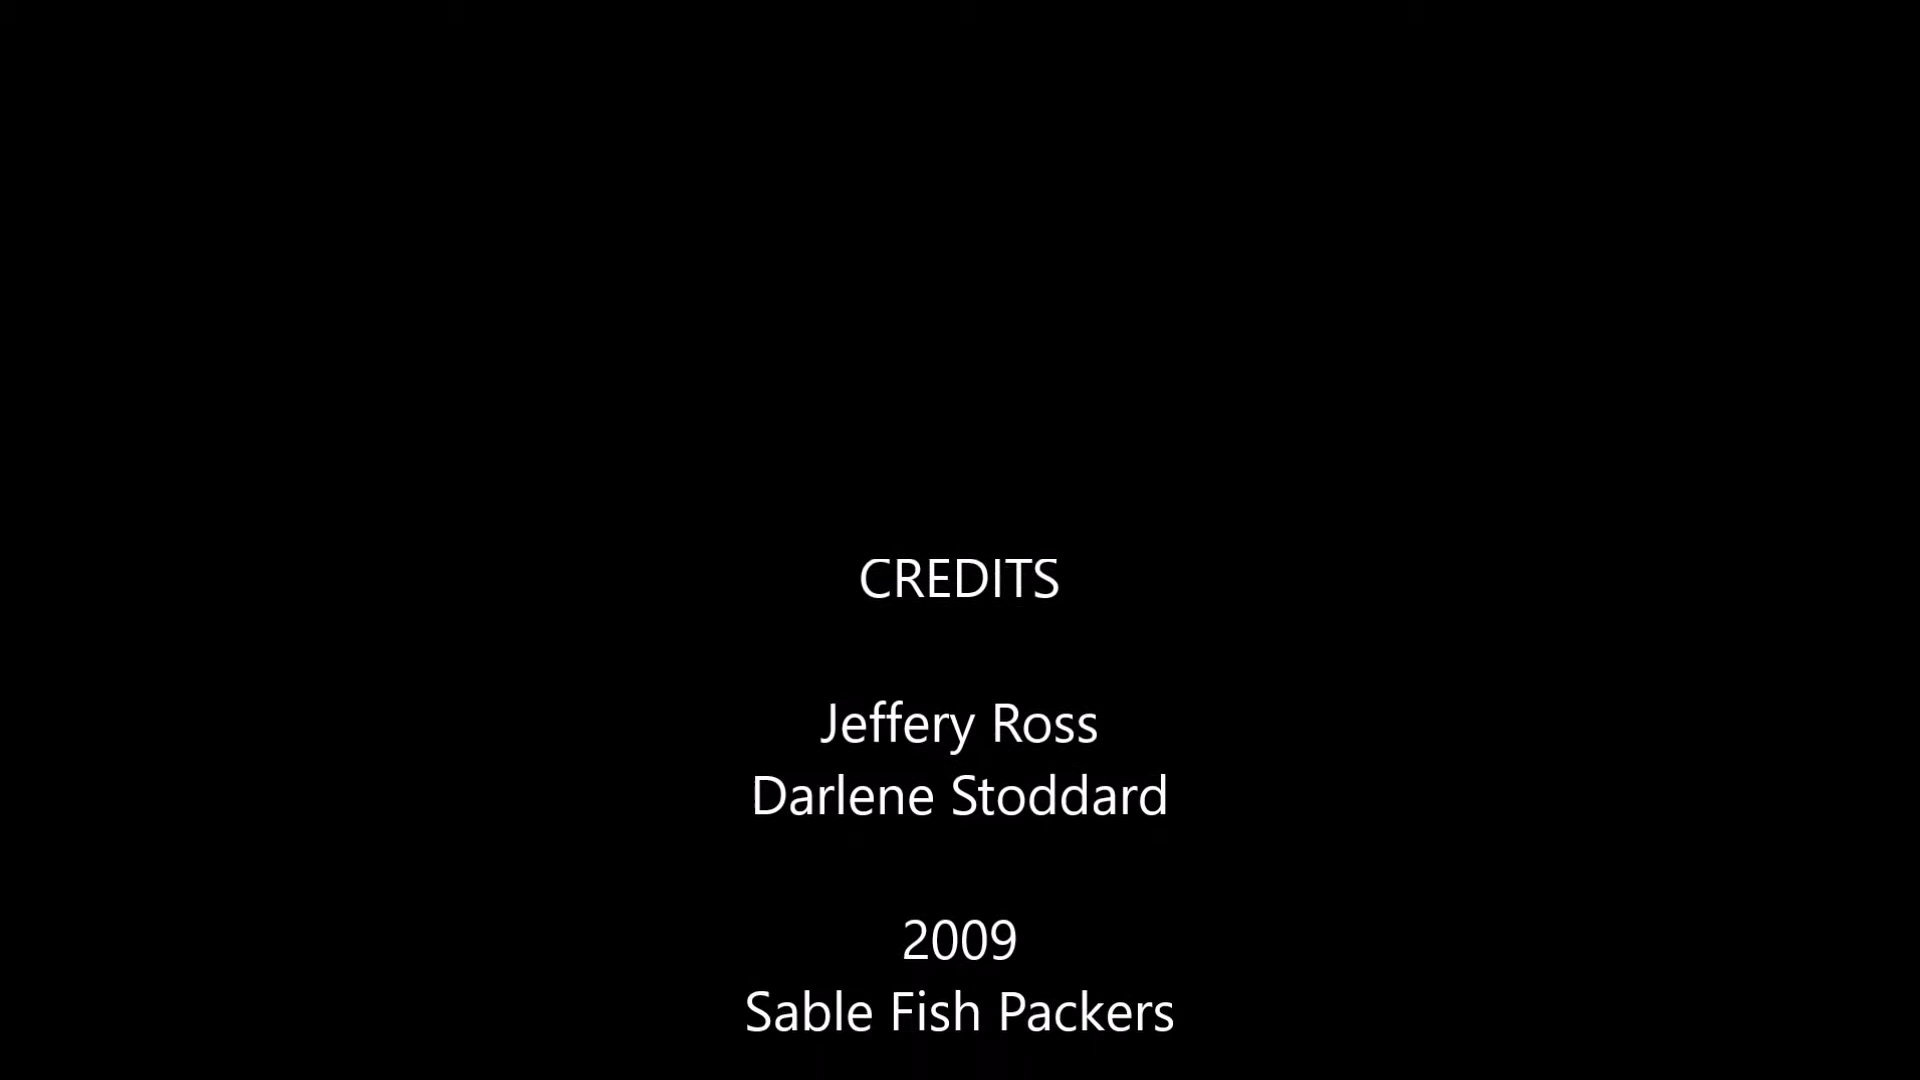 CREDITS
Jeffery Ross
Darlene Stoddard
2009
Sable Fish Packers